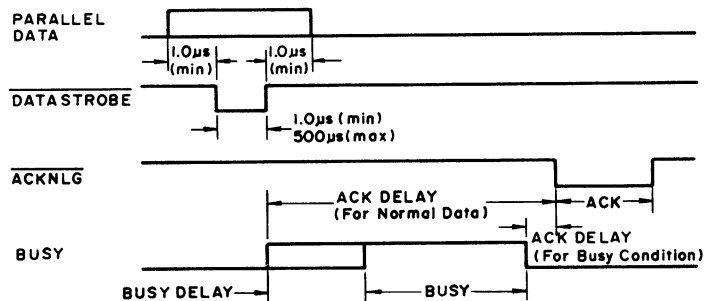 PARALLEL
DATA
1.0µs
(min)
1.0µs
(min)
DATASTROBE
1.0µs (min)
500µs(max)
ACKNLG
ACK DELAY
(For Normal Data)
ACK
ACK DELAY
(For Busy Condition)
BUSY
BUSY DELAY
BUSY